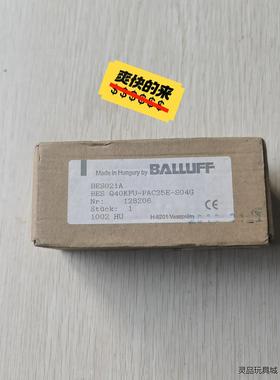 爽快的来
Made in Hungary by BALLUFF
BES021A
BES Q40KFU-PAC25E-S04G
Nr: 128206
Stück: 1
1002 HU
H-8201 Veszprém
CE
灵品玩具城